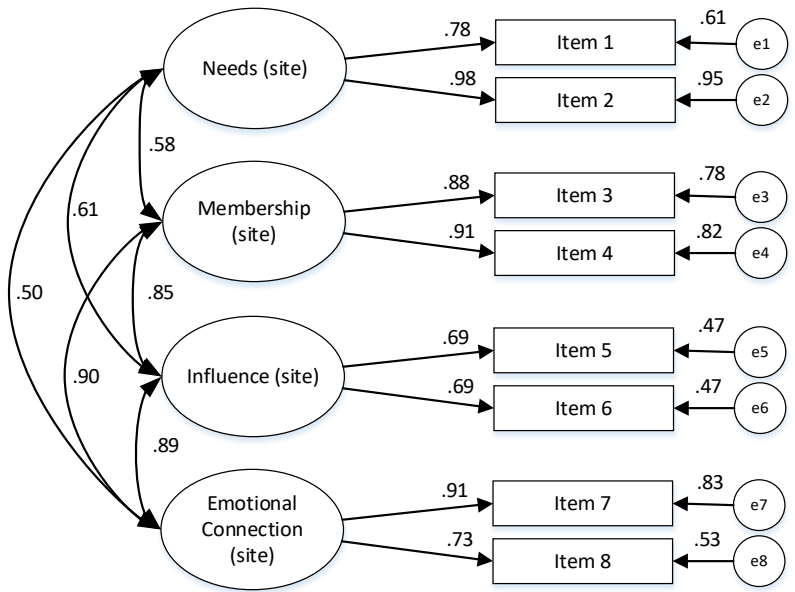 Needs (site)
.78
Item 1
.61
e1
.98
Item 2
.95
e2
.58
Membership
(site)
.88
Item 3
.78
e3
.91
Item 4
.82
e4
.61
.50
.85
.90
Influence (site)
.69
Item 5
.47
e5
.69
Item 6
.47
e6
.89
Emotional
Connection
(site)
.91
Item 7
.83
e7
.73
Item 8
.53
e8